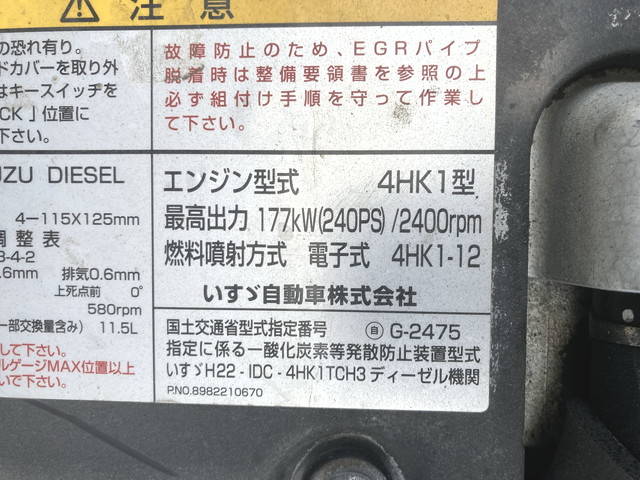 注意
の恐れ有り。
ドカバーを取り外
はキースイッチを
CK」位置に
下さい。
故障防止のため、EGRパイプ
脱着時は整備要領書を参照の上
必ず組付け手順を守って作業し
て下さい。
UZU DIESEL
4-115X125mm
調整表
3-4-2
.6mm 排気0.6mm
上死点前 0°
580rpm
一部交換量含み) 11.5L
して下さい。
ルゲージMAX位置以上
いで下さい。
エンジン型式 4HK1型
最高出力 177kW(240PS)/2400rpm
燃料噴射方式 電子式 4HK1-12
いすゞ自動車株式会社
国土交通省型式指定番号 自 G-2475
指定に係る一酸化炭素等発散防止装置型式
いすゞH22-IDC-4HK1TCH3ディーゼル機関
P.NO.8982210670